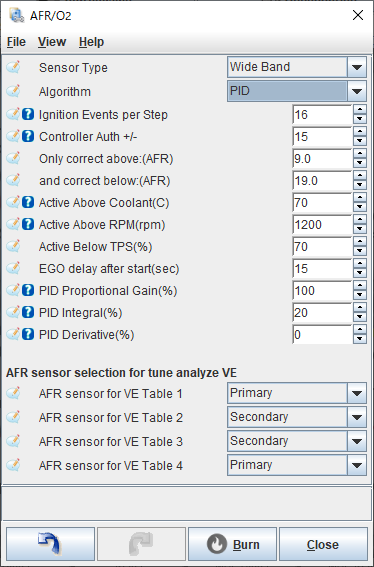 AFR/O2
File View Help
Sensor Type Wide Band
Algorithm PID
? Ignition Events per Step 16
? Controller Auth +/- 15
Only correct above:(AFR) 9.0
and correct below:(AFR) 19.0
? Active Above Coolant(C) 70
? Active Above RPM(rpm) 1200
Active Below TPS(%) 70
EGO delay after start(sec) 15
? PID Proportional Gain(%) 100
? PID Integral(%) 20
? PID Derivative(%) 0
AFR sensor selection for tune analyze VE
AFR sensor for VE Table 1 Primary
AFR sensor for VE Table 2 Secondary
AFR sensor for VE Table 3 Secondary
AFR sensor for VE Table 4 Primary
Burn Close